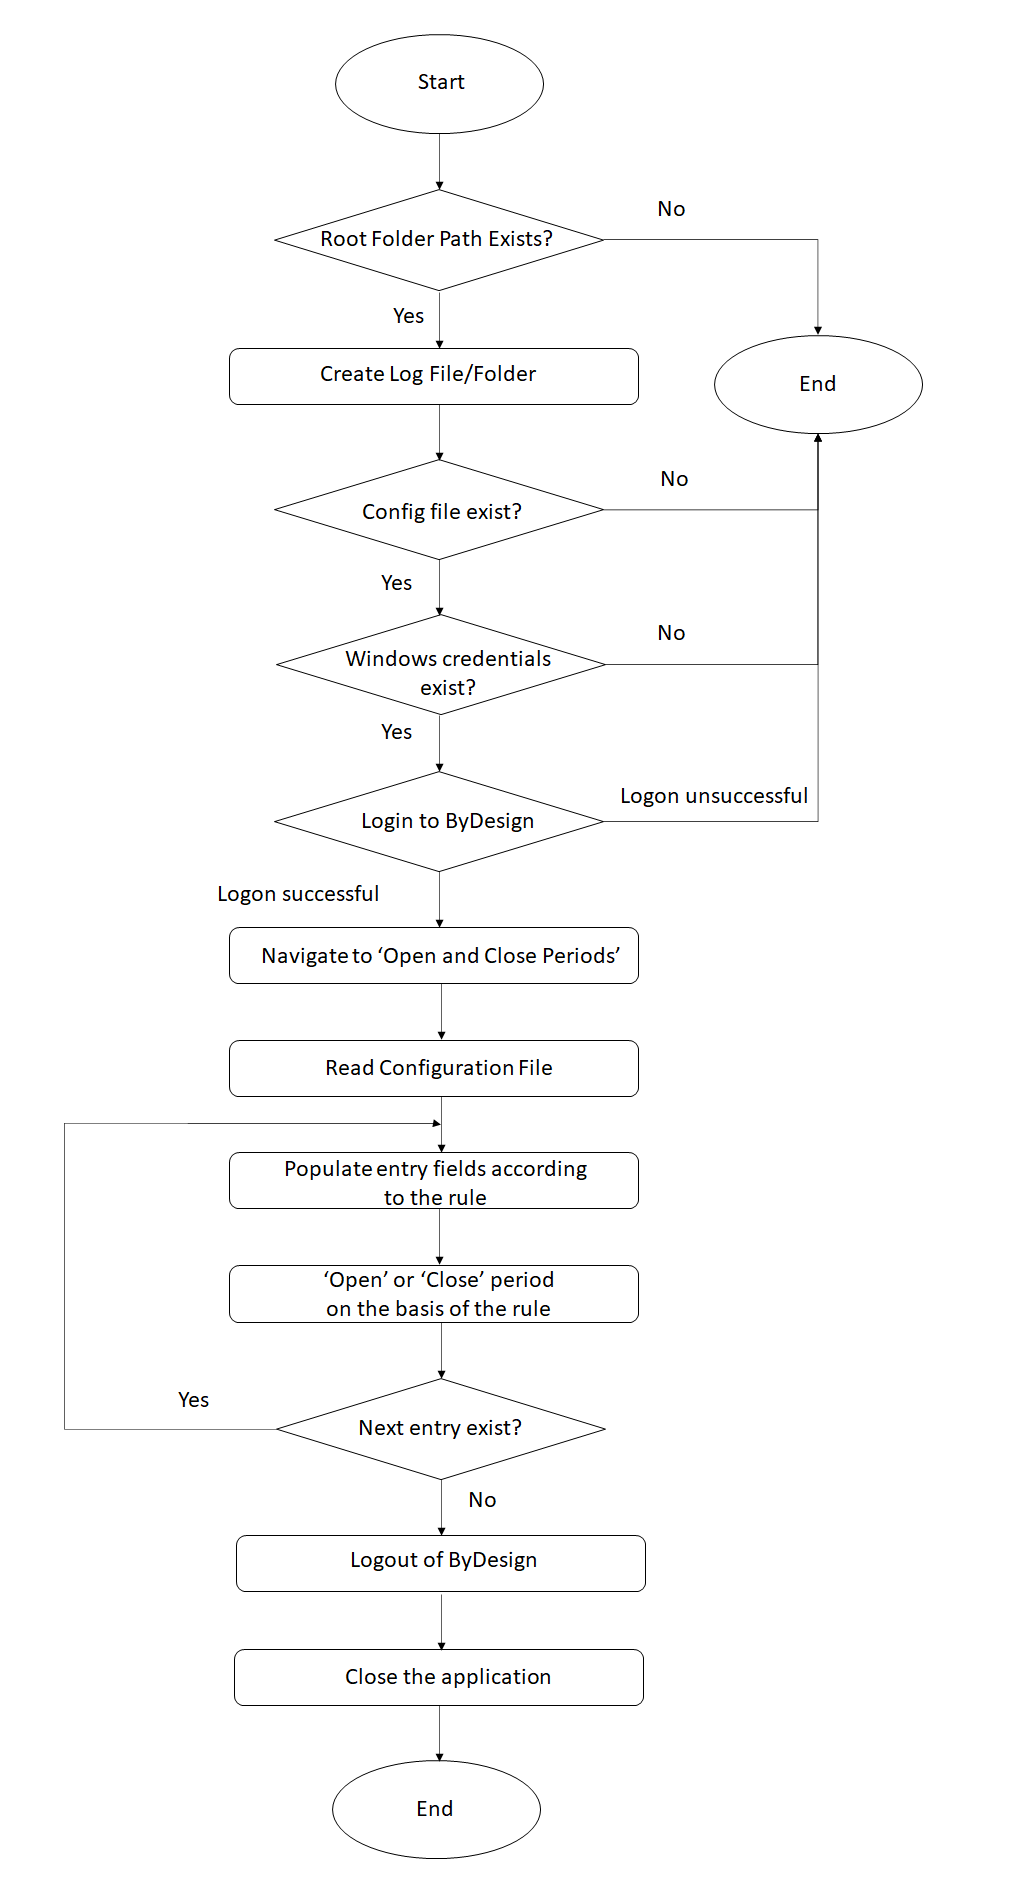 Start
Root Folder Path Exists?
No
Yes
Create Log File/Folder
End
Config file exist?
No
Yes
Windows credentials
exist?
No
Yes
Login to ByDesign
Logon unsuccessful
Logon successful
Navigate to ‘Open and Close Periods’
Read Configuration File
Populate entry fields according
to the rule
‘Open’ or ‘Close’ period
on the basis of the rule
Yes
Next entry exist?
No
Logout of ByDesign
Close the application
End